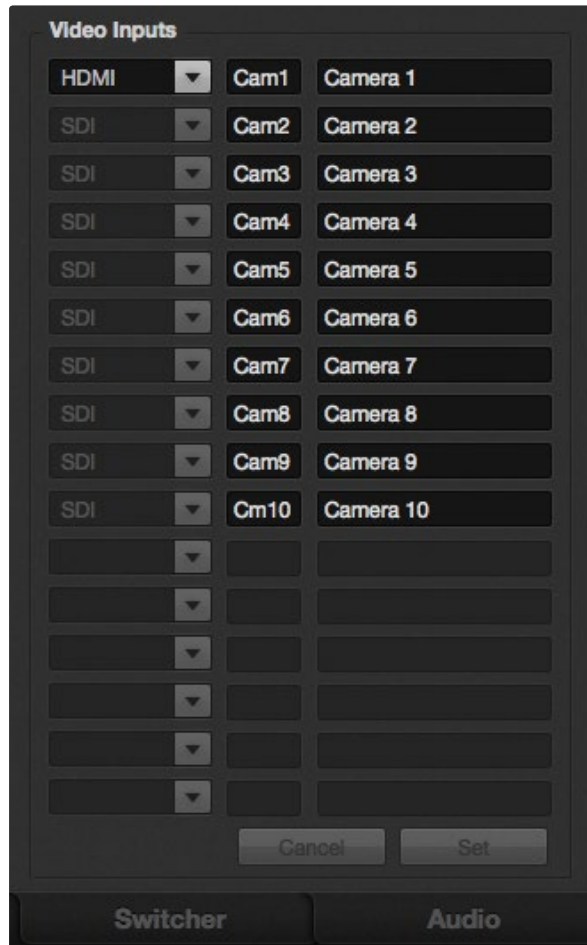 Video Inputs
HDMI Cam1 Camera 1
SDI Cam2 Camera 2
SDI Cam3 Camera 3
SDI Cam4 Camera 4
SDI Cam5 Camera 5
SDI Cam6 Camera 6
SDI Cam7 Camera 7
SDI Cam8 Camera 8
SDI Cam9 Camera 9
SDI Cm10 Camera 10
Cancel Set
Switcher Audio